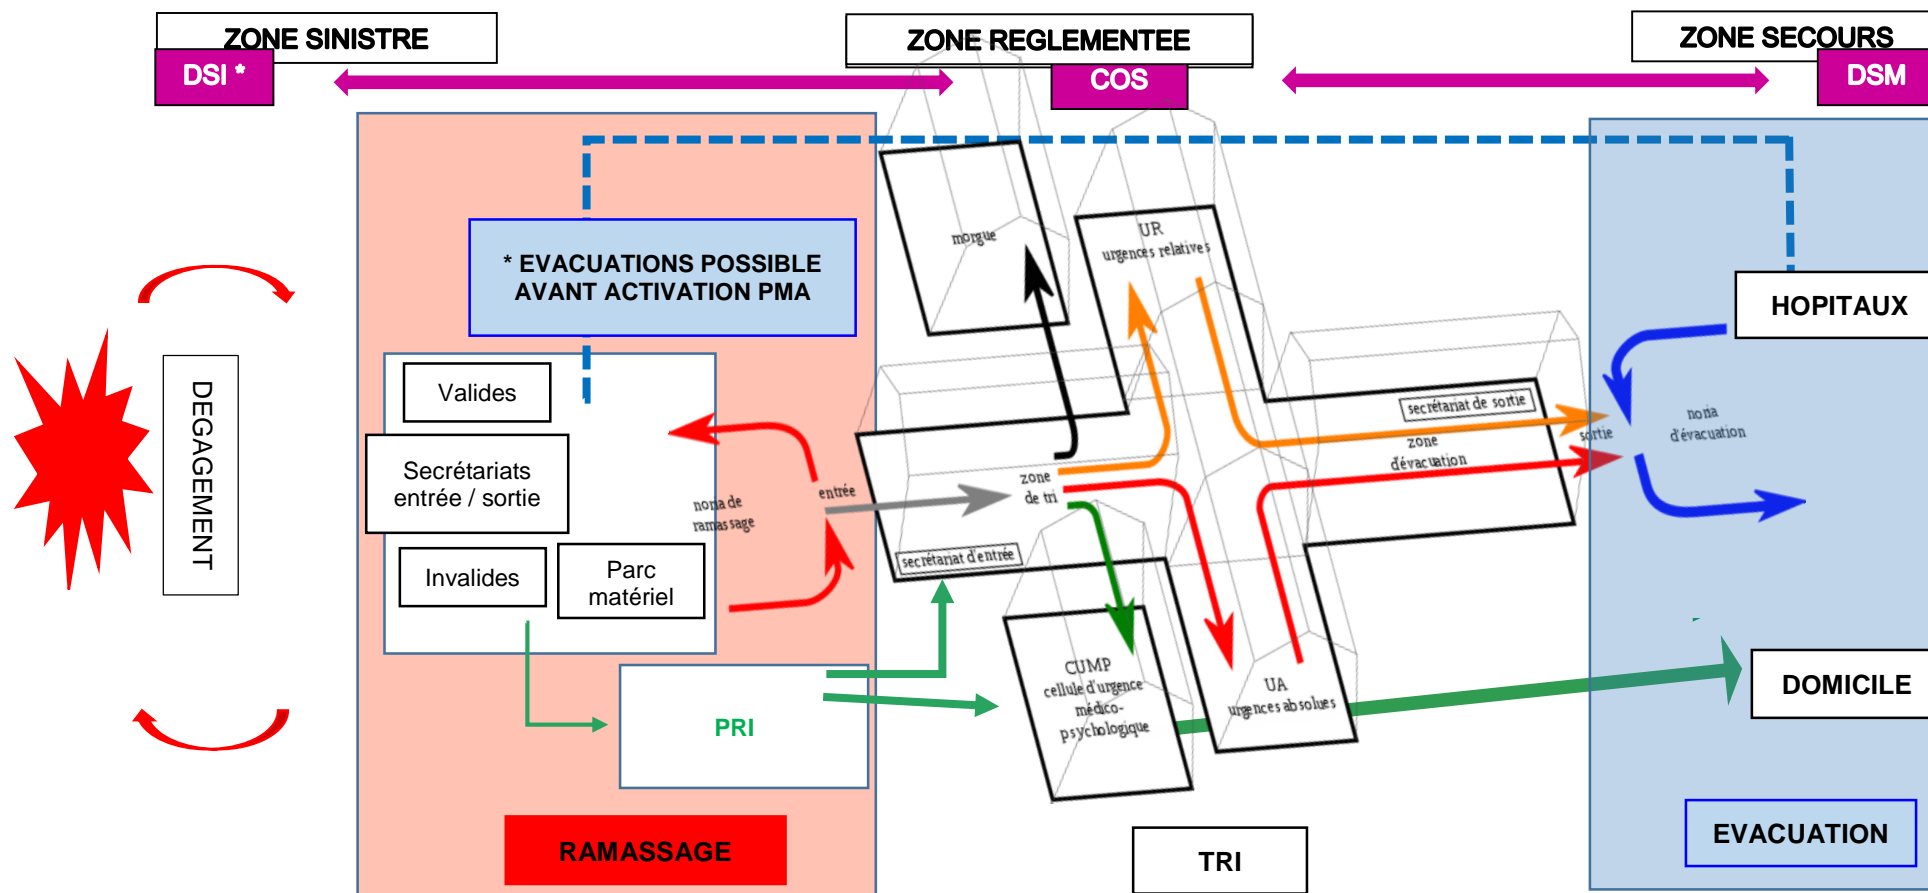 ZONE SINISTRE
DSI *
ZONE REGLEMENTEE
COS
ZONE SECOURS
DSM
* EVACUATIONS POSSIBLE
AVANT ACTIVATION PMA
DEGAGEMENT
Valides
Secrétariats
entrée / sortie
Invalides
Parc
matériel
PRI
RAMASSAGE
noria de
ramassage
entrée
morgue
UR
urgences relatives
zone
de tri
secrétariat d'entrée
CUMP
cellule d'urgence
médico-
psychologique
UA
urgences absolues
secrétariat de sortie
zone
d'évacuation
sortie
TRI
HOPITAUX
noria
d'évacuation
DOMICILE
EVACUATION